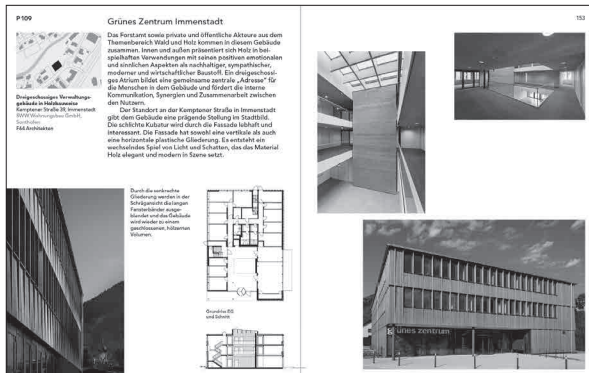 P 109
Grünes Zentrum Immenstadt
153
Das Forstamt sowie private und öffentliche Akteure aus dem
Themenbereich Wald und Holz kommen in diesem Gebäude
zusammen. Innen und außen präsentiert sich Holz in bei-
spielhaften Verwendungen mit seinen positiven emotionalen
und sinnlichen Aspekten als nachhaltiger, sympathischer,
moderner und wirtschaftlicher Baustoff. Ein dreigeschossi-
ges Atrium bildet eine gemeinsame zentrale „Adresse“ für
die Menschen in dem Gebäude und fördert die interne
Kommunikation, Synergien und Zusammenarbeit zwischen
den Nutzern.
Der Standort an der Kemptener Straße in Immenstadt
gibt dem Gebäude eine prägende Stellung im Stadtbild.
Die schlichte Kubatur wird durch die Fassade lebhaft und
interessant. Die Fassade hat sowohl eine vertikale als auch
eine horizontale plastische Gliederung. Es entsteht ein
wechselndes Spiel von Licht und Schatten, das das Material
Holz elegant und modern in Szene setzt.
Dreigeschossiges Verwaltungs-
gebäude in Holzbauweise
Kemptener Straße 39, Immenstadt
BWW Wohnungsbau GmbH,
Sonthofen
F64 Architekten
Durch die senkrechte
Gliederung werden in der
Schrägansicht die langen
Fensterbänder ausge-
blendet und das Gebäude
wird wieder zu einem
geschlossenen, hölzernen
Volumen.
Grundriss EG
und Schnitt
grünes zentrum